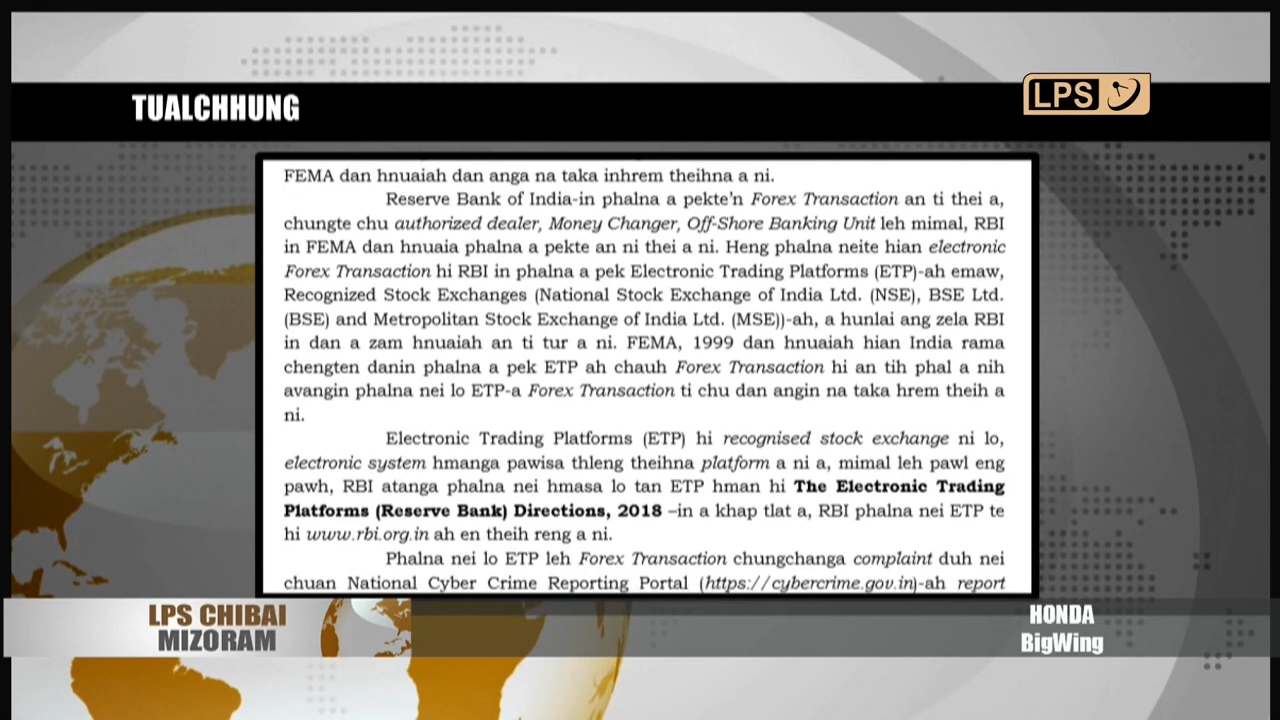 TUALCHHUNG
LPS
FEMA dan hnuaiah dan anga na taka inhrem theihna a ni.
Reserve Bank of India-in phalna a pekte'n Forex Transaction an ti thei a,
chungte chu authorized dealer, Money Changer, Off-Shore Banking Unit leh mimal, RBI
in FEMA dan hnuaia phalna a pekte an ni thei a ni. Heng phalna neite hian electronic
Forex Transaction hi RBI in phalna a pek Electronic Trading Platforms (ETP)-ah emaw,
Recognized Stock Exchanges (National Stock Exchange of India Ltd. (NSE), BSE Ltd.
(BSE) and Metropolitan Stock Exchange of India Ltd. (MSE))-ah, a hunlai ang zela RBI
in dan a zam hnuaiah an ti tur a ni. FEMA, 1999 dan hnuaiah hian India rama
chengten danin phalna a pek ETP ah chauh Forex Transaction hi an tih phal a nih
avangin phalna nei lo ETP-a Forex Transaction ti chu dan angin na taka hrem theih a
ni.
Electronic Trading Platforms (ETP) hi recognised stock exchange ni lo,
electronic system hmanga pawisa thleng theihna platform a ni a, mimal leh pawl eng
pawh, RBI atanga phalna nei hmasa lo tan ETP hman hi The Electronic Trading
Platforms (Reserve Bank) Directions, 2018 –in a khap tlat a, RBI phalna nei ETP te
hi www.rbi.org.in ah en theih reng a ni.
Phalna nei lo ETP leh Forex Transaction chungchanga complaint duh nei
chuan National Cyber Crime Reporting Portal (https://cybercrime.gov.in)-ah report
LPS CHIBAI
MIZORAM
HONDA
BigWing